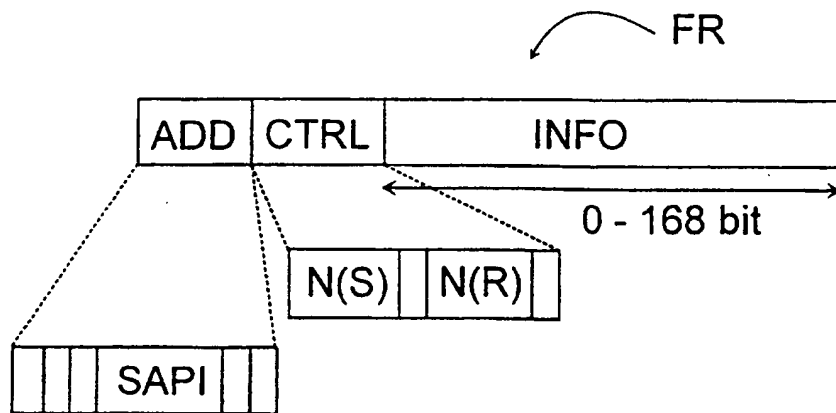 FR
ADD CTRL INFO
0 - 168 bit
N(S) N(R)
SAPI